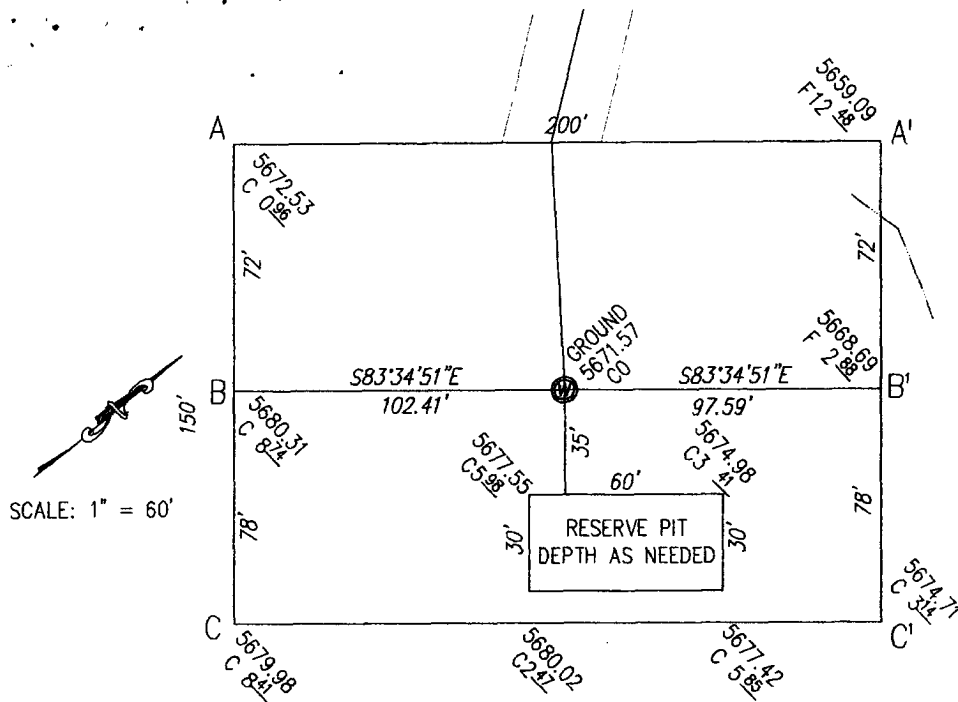 5659.09
F12 48
A
200'
A'
5672.53
C 0 96
72'
72'
GROUND
5671.57
C0
5668.69
F 2 88
B
S83°34'51"E
102.41'
S83°34'51"E
97.59'
B'
150'
5680.31
C 8 74
35'
5677.55
C5 98
5674.98
C3 41
60'
SCALE: 1" = 60'
78'
30'
RESERVE PIT
DEPTH AS NEEDED
30'
78'
5674.71
C 3 14
C
C'
5679.98
C 8 41
5680.02
C2 47
5677.42
C 5 85